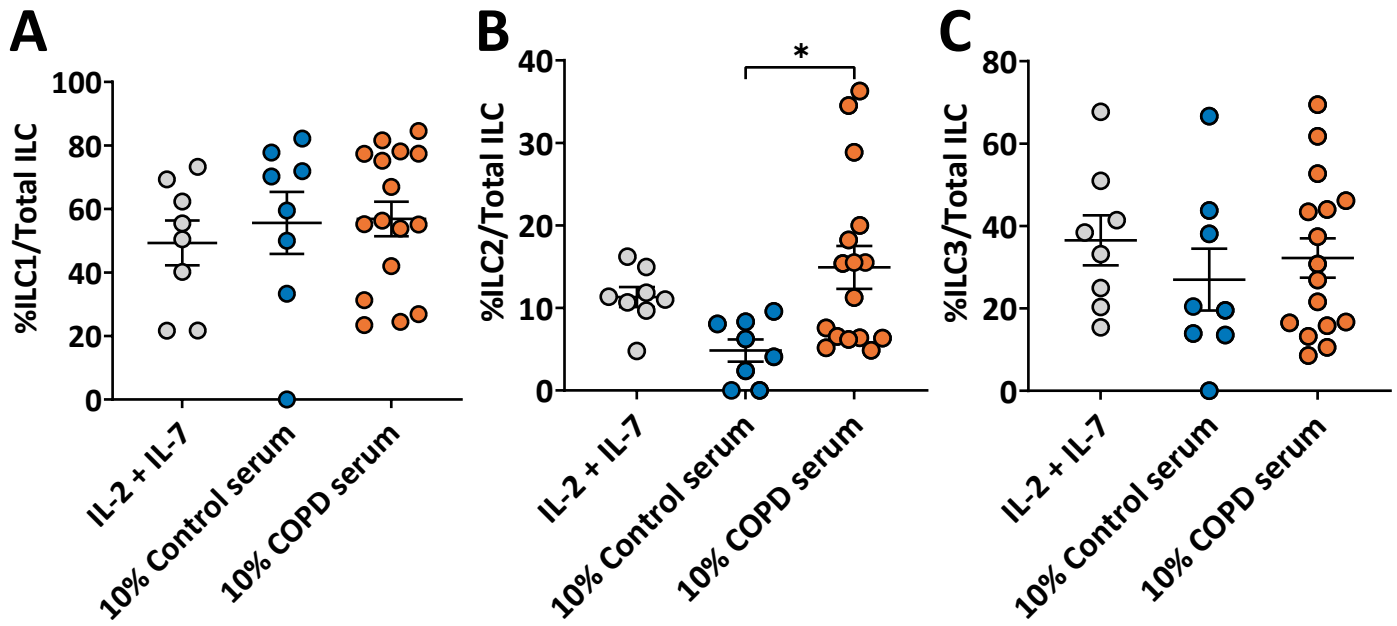 A
%ILC1/Total ILC
100
80
60
40
20
0
IL-2 + IL-7
10% Control serum
10% COPD serum
B
%ILC2/Total ILC
40
30
20
10
0
*
IL-2 + IL-7
10% Control serum
10% COPD serum
C
%ILC3/Total ILC
80
60
40
20
0
IL-2 + IL-7
10% Control serum
10% COPD serum